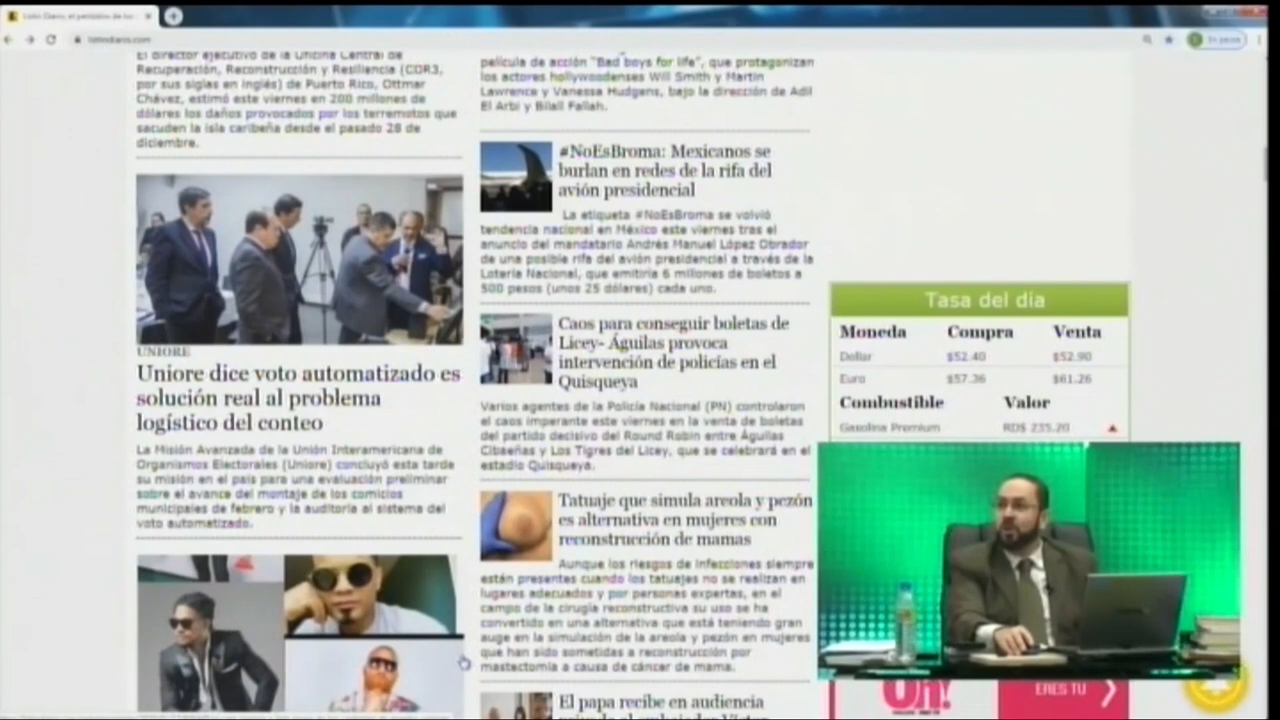 listindiario.com
El director ejecutivo de la Oficina Central de
Recuperación, Reconstrucción y Resiliencia (COR3,
por sus siglas en inglés) de Puerto Rico, Ottmar
Chávez, estimó este viernes en 200 millones de
dólares los daños provocados por los terremotos que
sacuden la isla caribeña desde el pasado 28 de
diciembre.
UNIORE
Uniore dice voto automatizado es
solución real al problema
logístico del conteo
La Misión Avanzada de la Unión Interamericana de
Organismos Electorales (Uniore) concluyó esta tarde
su misión en el país para una evaluación preliminar
sobre el avance del montaje de los comicios
municipales de febrero y la auditoría al sistema del
voto automatizado.
película de acción "Bad boys for life", que protagonizan
los actores hollywoodenses Will Smith y Martin
Lawrence y Vanessa Hudgens, bajo la dirección de Adil
El Arbi y Bilall Fallah.
#NoEsBroma: Mexicanos se
burlan en redes de la rifa del
avión presidencial
La etiqueta #NoEsBroma se volvió
tendencia nacional en México este viernes tras el
anuncio del mandatario Andrés Manuel López Obrador
de una posible rifa del avión presidencial a través de la
Lotería Nacional, que emitiría 6 millones de boletos a
500 pesos (unos 25 dólares) cada uno.
Caos para conseguir boletas de
Licey- Águilas provoca
intervención de policías en el
Quisqueya
Varios agentes de la Policía Nacional (PN) controlaron
el caos imperante este viernes en la venta de boletas
del partido decisivo del Round Robin entre Águilas
Cibaeñas y Los Tigres del Licey, que se celebrará en el
estadio Quisqueya.
Tatuaje que simula areola y pezón
es alternativa en mujeres con
reconstrucción de mamas
Aunque los riesgos de infecciones siempre
están presentes cuando los tatuajes no se realizan en
lugares adecuados y por personas expertas, en el
campo de la cirugía reconstructiva su uso se ha
convertido en una alternativa que está teniendo gran
auge en la simulación de la areola y pezón en mujeres
que han sido sometidas a reconstrucción por
mastectomía a causa de cáncer de mama.
El papa recibe en audiencia
Tasa del día
Moneda Compra Venta
Dollar $52.40 $52.90
Euro $57.36 $61.26
Combustible Valor
Gasolina Premium RD$ 235.20
Uh!
ERES TU